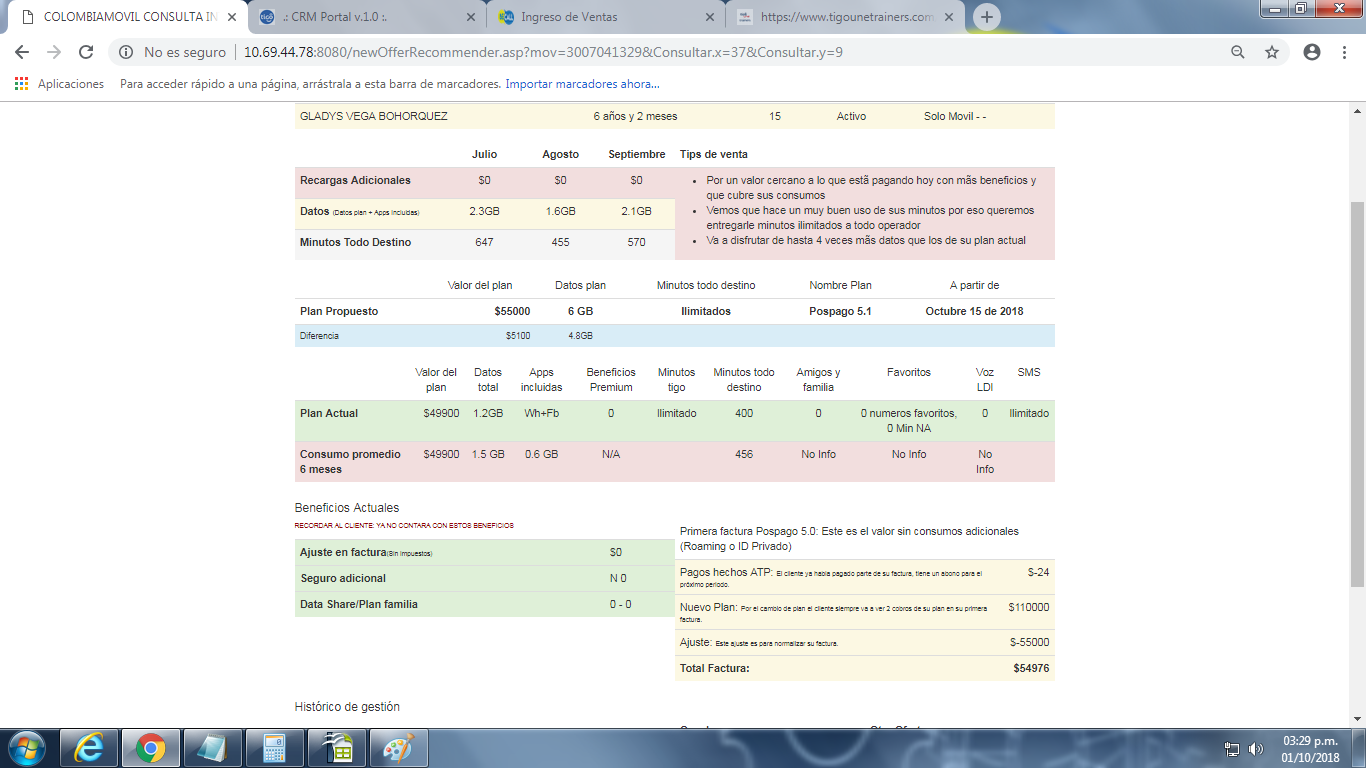 COLOMBIAMOVIL CONSULTA IN
.: CRM Portal v.1.0 :.
Ingreso de Ventas
https://www.tigounetrainers.com
No es seguro
10.69.44.78:8080/newOfferRecommender.asp?mov=3007041329&Consultar.x=37&Consultar.y=9
Aplicaciones
Para acceder rápido a una página, arrástrala a esta barra de marcadores.
Importar marcadores ahora...
GLADYS VEGA BOHORQUEZ 6 años y 2 meses 15 Activo Solo Movil - -
Julio Agosto Septiembre Tips de venta
Recargas Adicionales $0 $0 $0
Datos (Datos plan + Apps incluidas) 2.3GB 1.6GB 2.1GB
Minutos Todo Destino 647 455 570
• Por un valor cercano a lo que estã pagando hoy con mãs beneficios y
que cubre sus consumos
• Vemos que hace un muy buen uso de sus minutos por eso queremos
entregarle minutos ilimitados a todo operador
• Va a disfrutar de hasta 4 veces mãs datos que los de su plan actual
Valor del plan Datos plan Minutos todo destino Nombre Plan A partir de
Plan Propuesto $55000 6 GB Ilimitados Pospago 5.1 Octubre 15 de 2018
Diferencia $5100 4.8GB
Valor del Datos Apps Beneficios Minutos Minutos todo Amigos y Favoritos Voz SMS
plan total incluidas Premium tigo destino familia LDI
Plan Actual $49900 1.2GB Wh+Fb 0 Ilimitado 400 0 0 numeros favoritos, 0 Ilimitado
0 Min NA
Consumo promedio $49900 1.5 GB 0.6 GB N/A 456 No Info No Info No
6 meses Info
Beneficios Actuales
RECORDAR AL CLIENTE: YA NO CONTARA CON ESTOS BENEFICIOS
Ajuste en factura(Sin impuestos) $0
Seguro adicional N 0
Data Share/Plan familia 0 - 0
Primera factura Pospago 5.0: Este es el valor sin consumos adicionales
(Roaming o ID Privado)
Pagos hechos ATP: El cliente ya habia pagado parte de su factura, tiene un abono para el $-24
próximo periodo.
Nuevo Plan: Por el cambio de plan el cliente siempre va a ver 2 cobros de su plan en su primera $110000
factura.
Ajuste: Este ajuste es para normalizar su factura. $-55000
Total Factura: $54976
Histórico de gestión
03:29 p.m.
01/10/2018